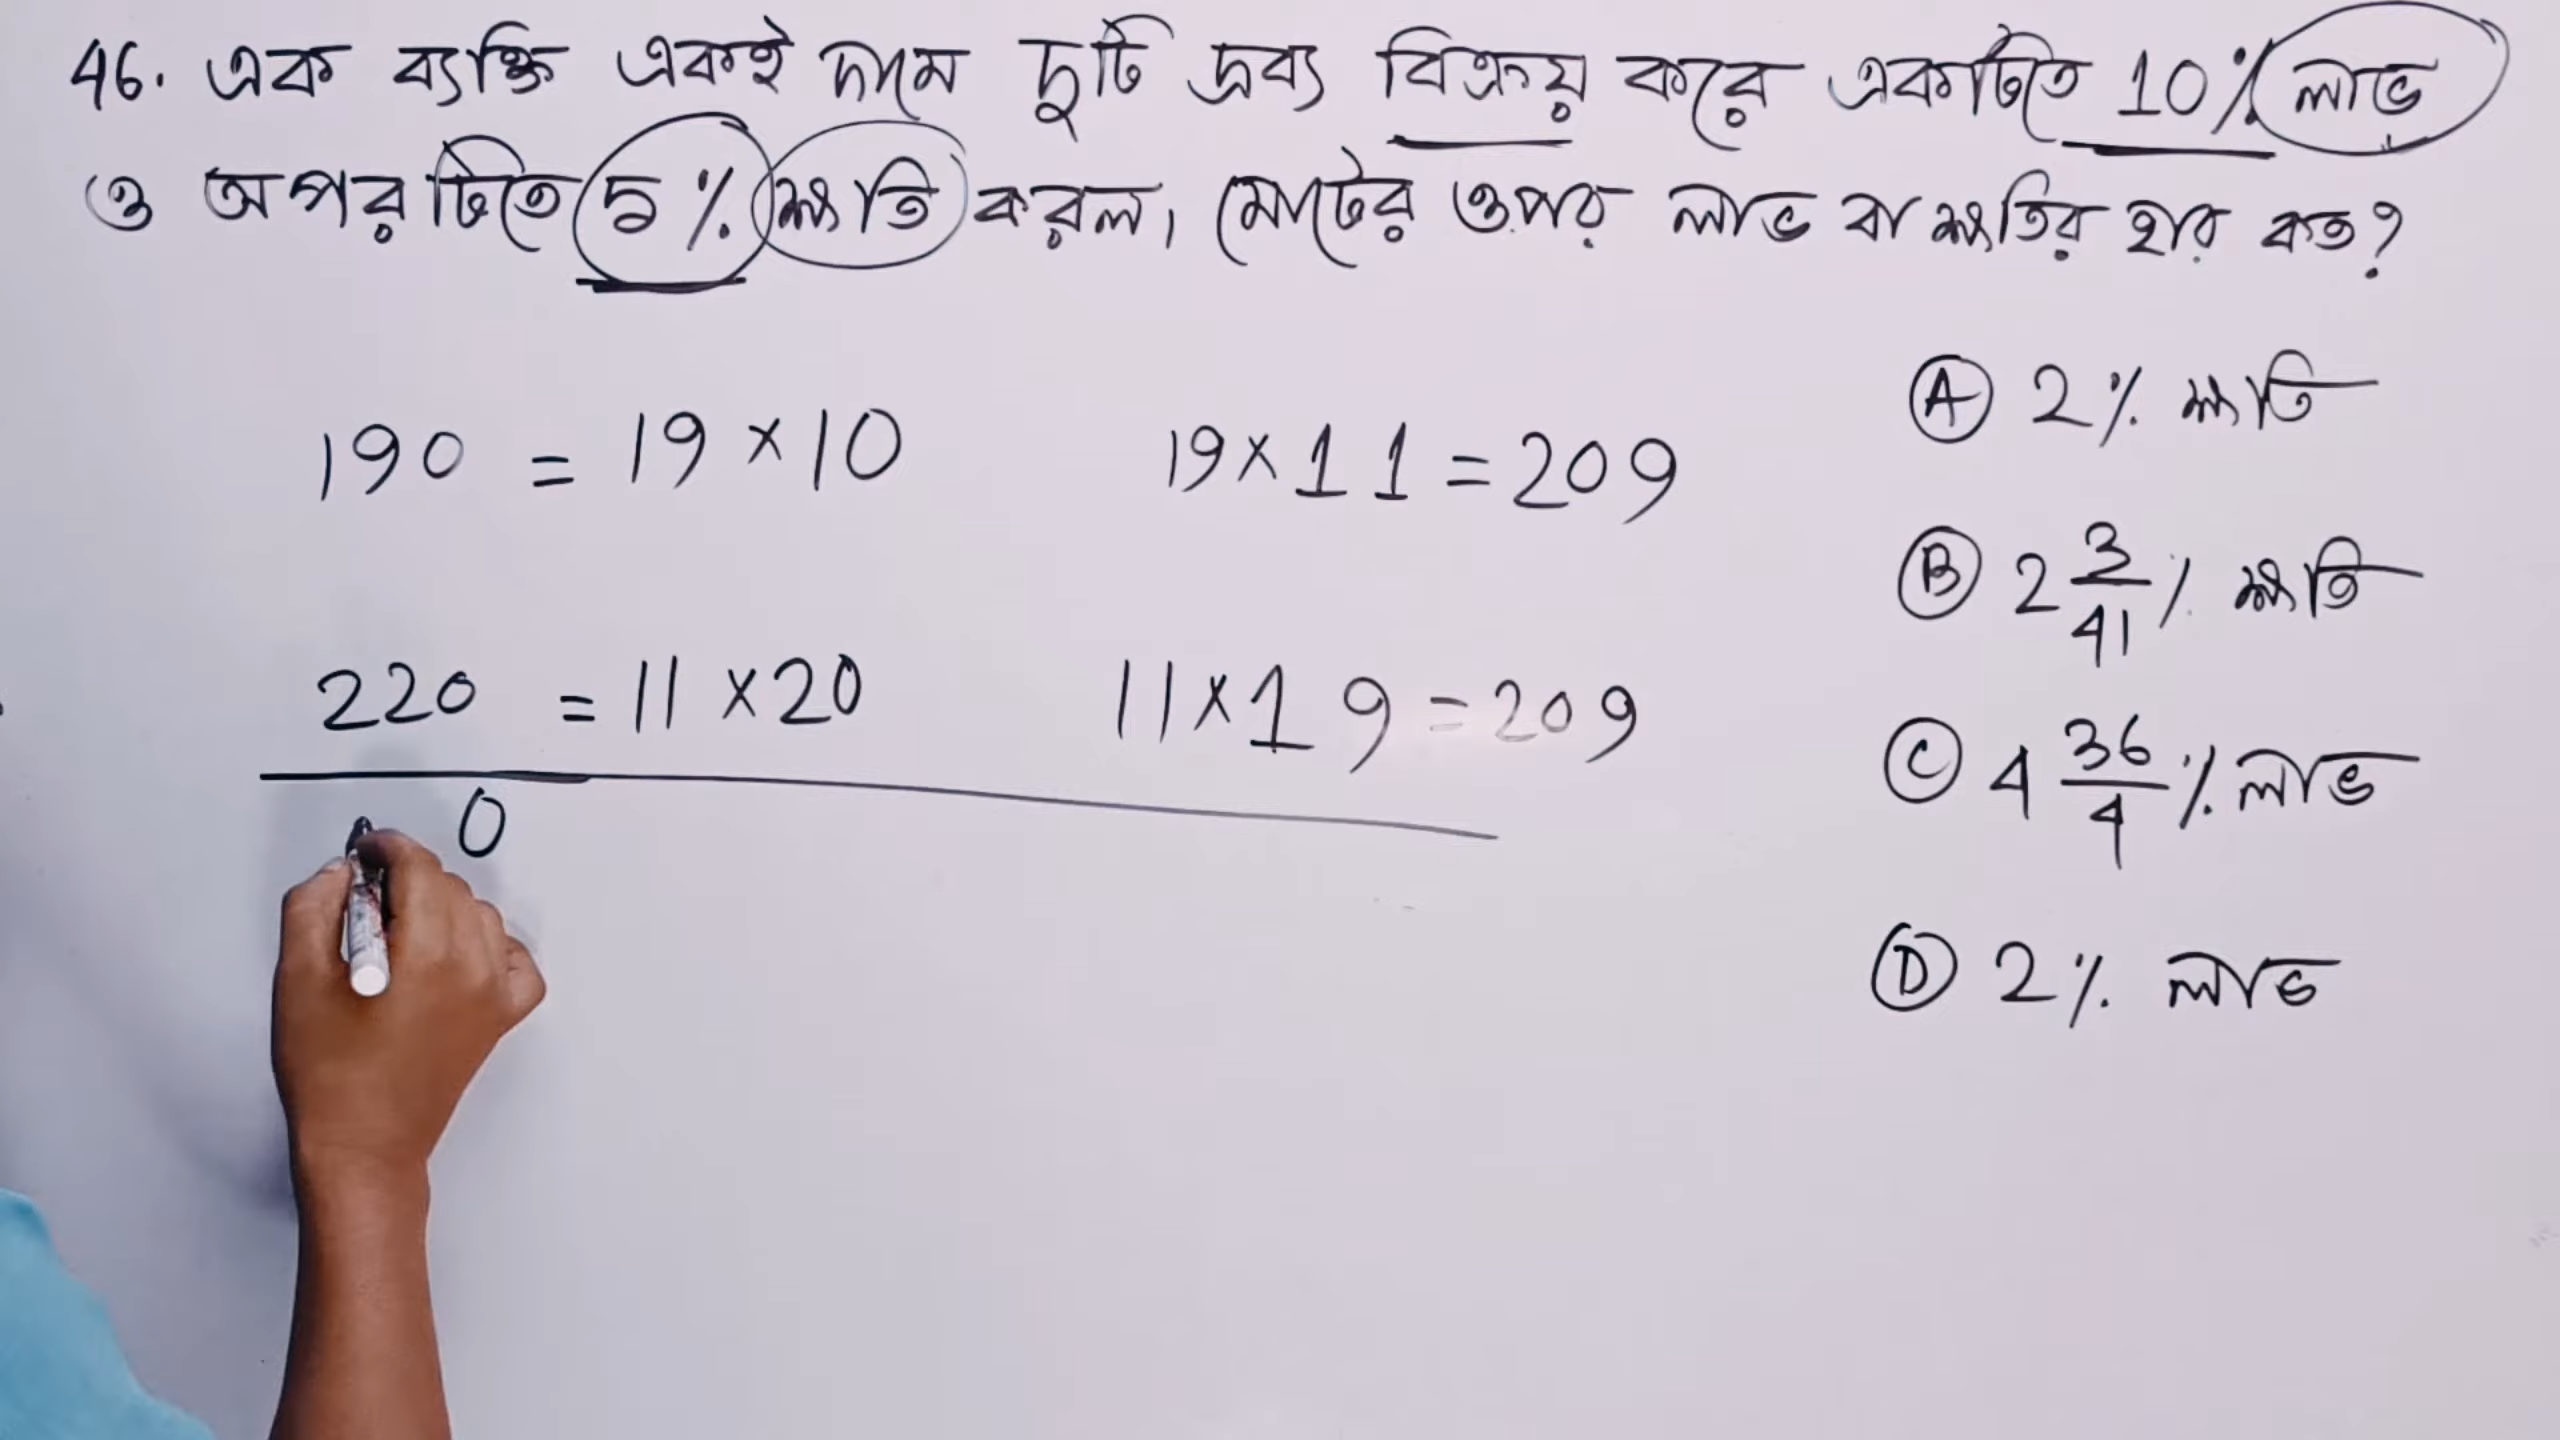 46. এক ব্যক্তি একই দামে দুটি দ্রব্য বিক্রয় করে একটিতে 10% লাভ
ও অপরটিতে 5% ক্ষতি করল। মোটের ওপর লাভ বা ক্ষতির হার কত?
190 = 19 × 10 19 × 11 = 209
220 = 11 × 20 11 × 19 = 209
0
Ⓐ 2% ক্ষতি
Ⓑ 2 3/41 % ক্ষতি
Ⓒ 4 36/4 % লাভ
Ⓓ 2% লাভ